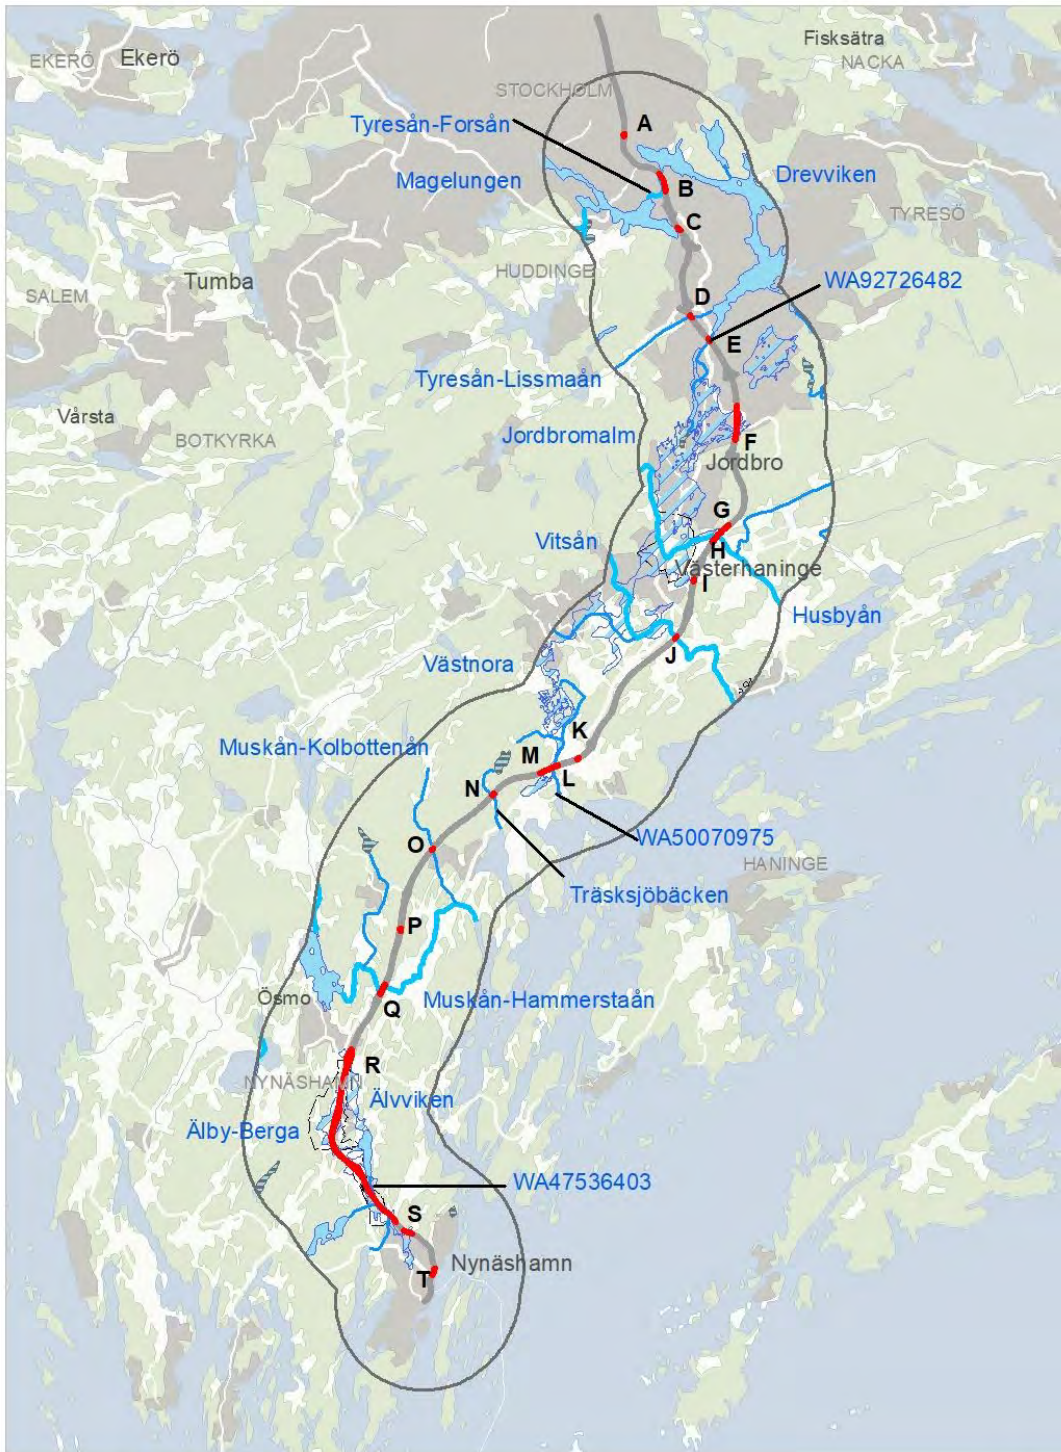 Fisksätra
NACKA
EKERÖ
Ekerö
STOCKHOLM
A
Tyresån-Forsån
Magelungen
B
Drevviken
C
TYRESÖ
HUDDINGE
Tumba
SALEM
WA92726482
D
E
Tyresån-Lissmaån
Vårsta
BOTKYRKA
Jordbromalm
F
Jordbro
G
Vitsån
H
Västerhaninge
I
Husbyån
J
Västnora
Muskån-Kolbottenån
K
M
L
N
WA50070975
O
HANINGE
Träsksjöbäcken
P
Ösmo
Q
Muskån-Hammerstaån
R
NYNÄSHAMN
Älvviken
Älby-Berga
WA47536403
S
Nynäshamn
T